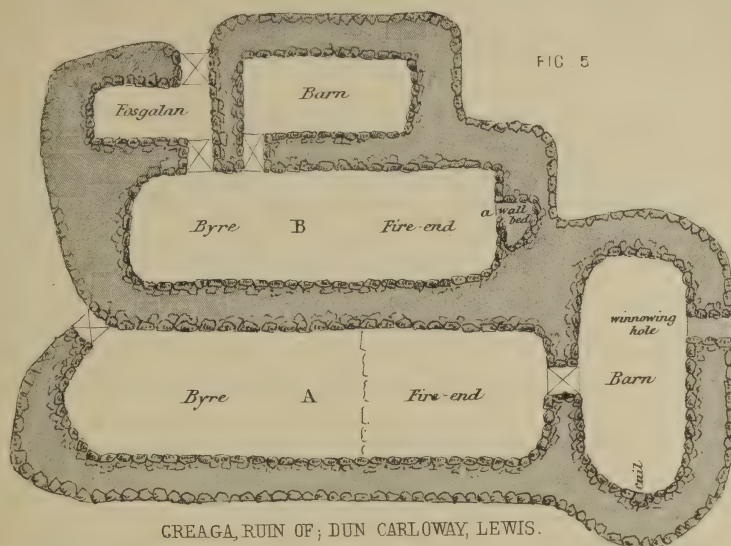 FIG 5
Fosgalan
Barn
Byre B Fire-end
a wall
bed
winnowing
hole
Byre A Fire-end
Barn
CREAGA, RUIN OF; DUN CARLOWAY, LEWIS.